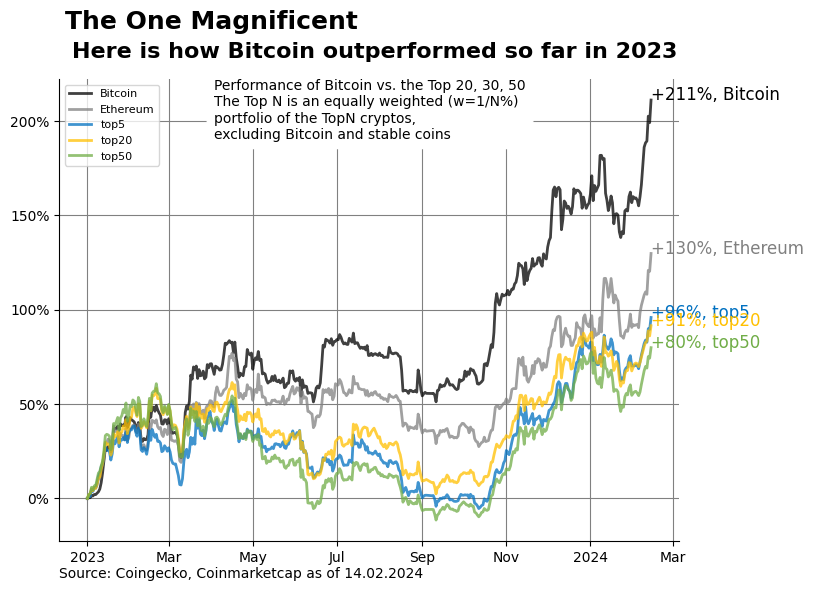 The One Magnificent
Here is how Bitcoin outperformed so far in 2023
Performance of Bitcoin vs. the Top 20, 30, 50
The Top N is an equally weighted (w=1/N%)
portfolio of the TopN cryptos,
excluding Bitcoin and stable coins
Bitcoin
Ethereum
top5
top20
top50
+211%, Bitcoin
+130%, Ethereum
+96%, top5
+91%, top20
+80%, top50
200%
150%
100%
50%
0%
2023 Mar May Jul Sep Nov 2024 Mar
Source: Coingecko, Coinmarketcap as of 14.02.2024